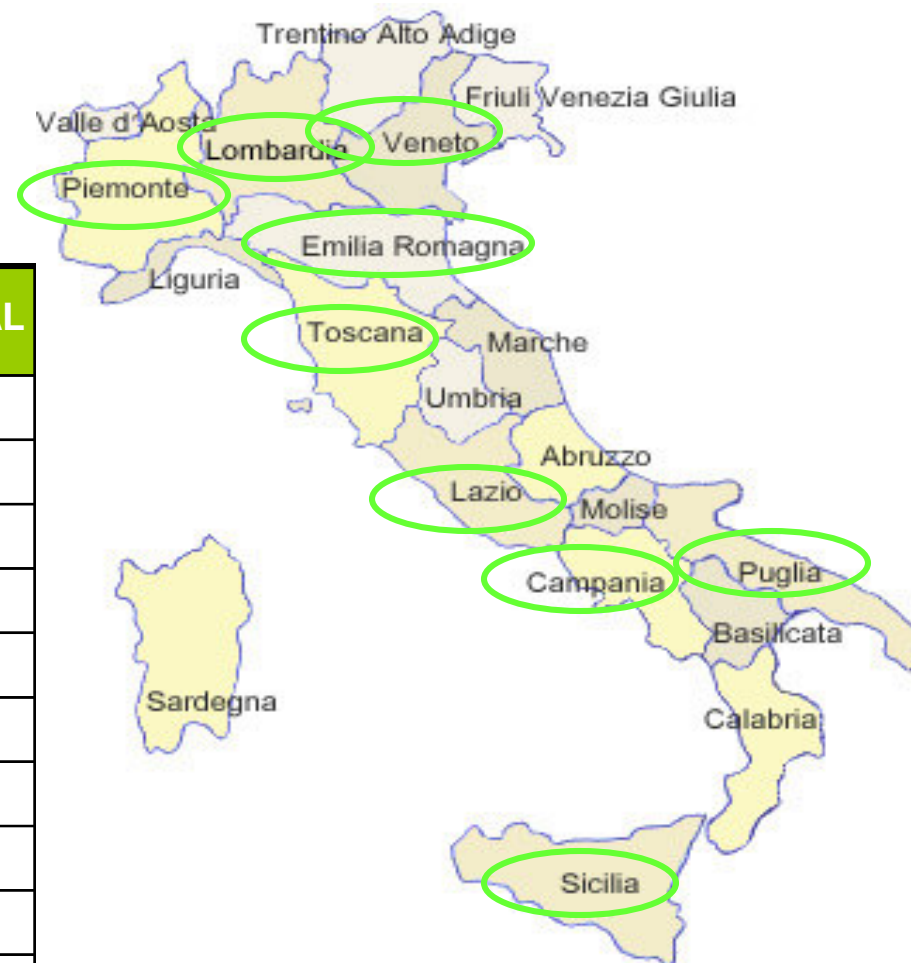 Trentino Alto Adige
Friuli Venezia Giulia
Valle d'Aosta
Lombardia
Veneto
Piemonte
Emilia Romagna
Liguria
Toscana
Marche
Umbria
Abruzzo
Lazio
Molise
Campania
Puglia
Basilicata
Sardegna
Calabria
Sicilia